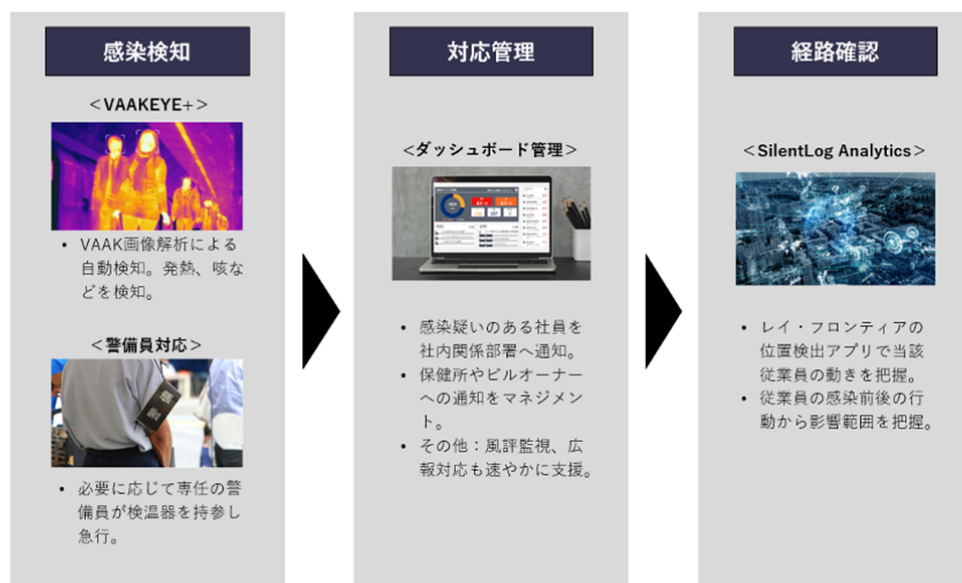 感染検知
＜VAAKEYE+＞
• VAAK画像解析による
自動検知。発熱、咳な
どを検知。
＜警備員対応＞
• 必要に応じて専任の警
備員が検温器を持参し
急行。
対応管理
＜ダッシュボード管理＞
• 感染疑いのある社員を
社内関係部署へ通知。
• 保健所やビルオーナー
への通知をマネジメン
ト。
• その他：風評監視、広
報対応も速やかに支援。
経路確認
＜SilentLog Analytics＞
• レイ・フロンティアの
位置検出アプリで当該
従業員の動きを把握。
• 従業員の感染前後の行
動から影響範囲を把握。